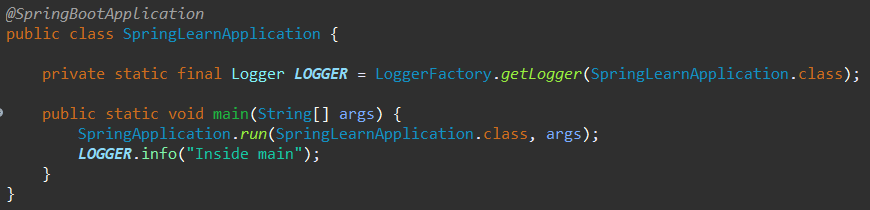 @SpringBootApplication
public class SpringLearnApplication {
private static final Logger LOGGER = LoggerFactory.getLogger(SpringLearnApplication.class);
public static void main(String[] args) {
SpringApplication.run(SpringLearnApplication.class, args);
LOGGER.info("Inside main");
}
}